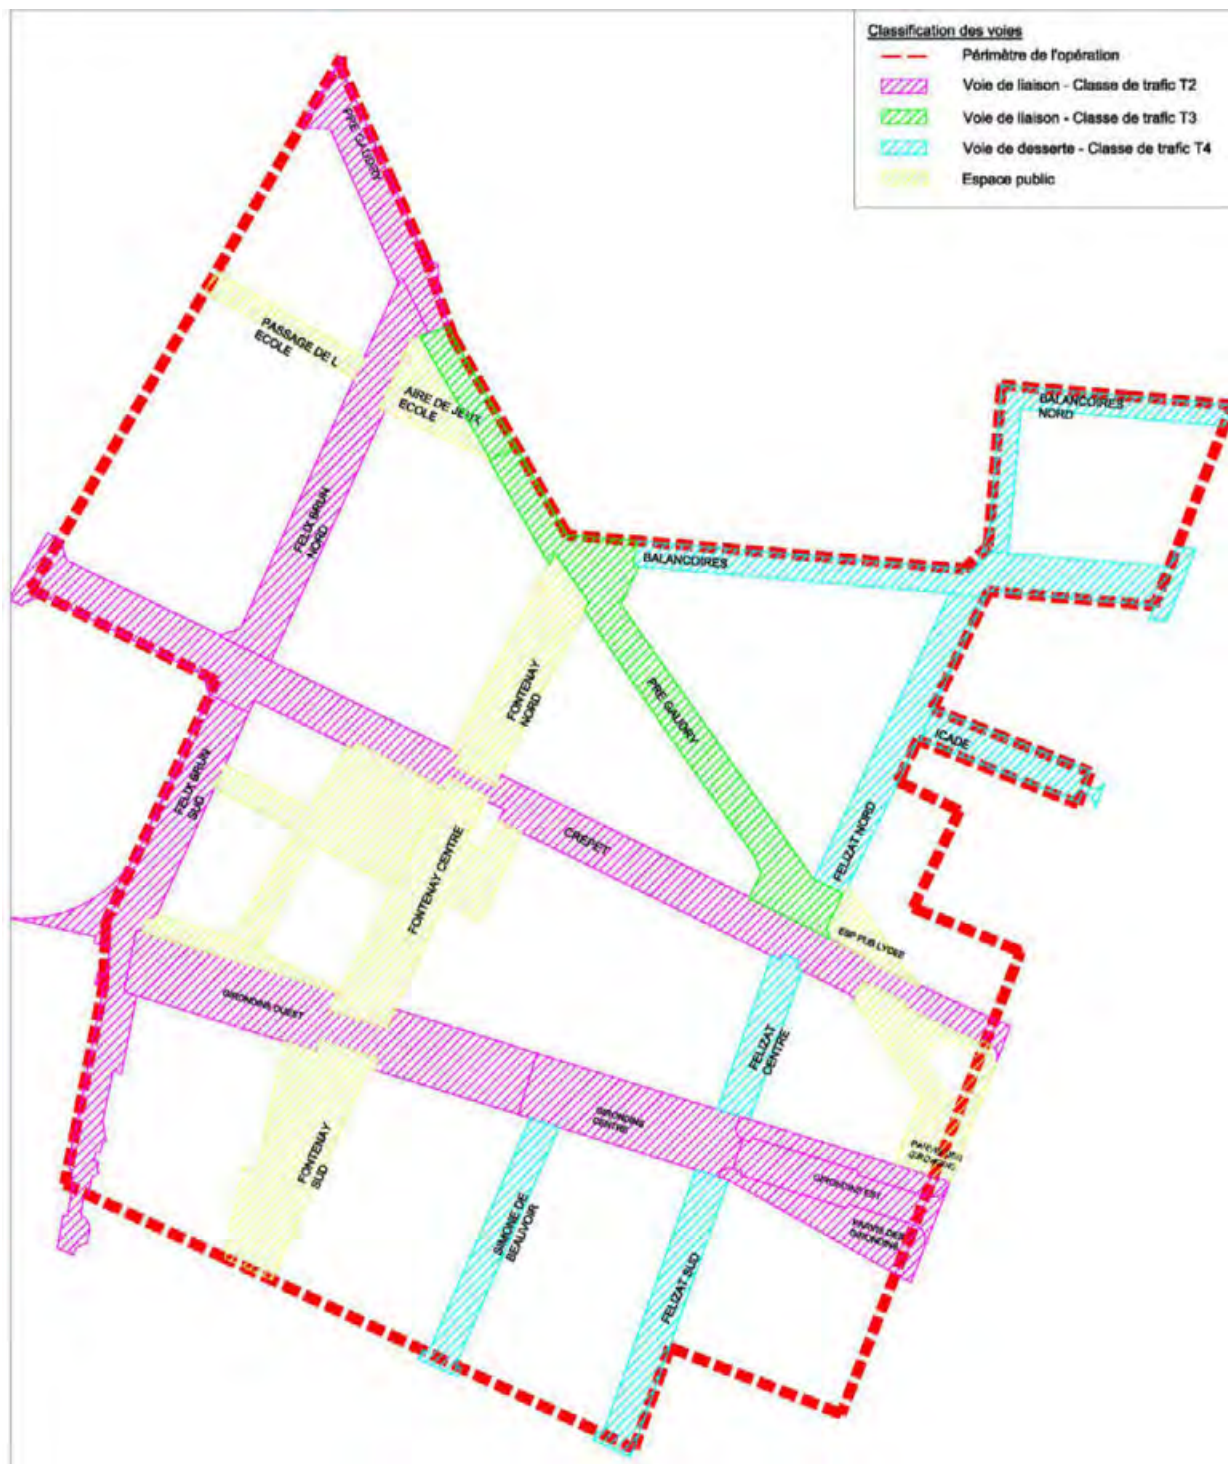 Classification des voies
Périmètre de l'opération
Voie de liaison - Classe de trafic T2
Voie de liaison - Classe de trafic T3
Voie de desserte - Classe de trafic T4
Espace public
PRE GAUDRY
PASSAGE DE L
ECOLE
AIRE DE JEUX
ECOLE
BALANCOIRES
NORD
FELIX BRUN
NORD
BALANCOIRES
FONTENAY
NORD
PRE GAUDRY
ICADE
FELIX BRUN
SUD
CREPET
FELIZAT NORD
FONTENAY CENTRE
ESP PUB LYCEE
GIRONDINS OUEST
FELIZAT
CENTRE
GIRONDINS
CENTRE
FONTENAY
SUD
GIRONDINS EST
PARVIS DES
GIRONDINS
SIMONE DE
BEAUVOIR
FELIZAT SUD